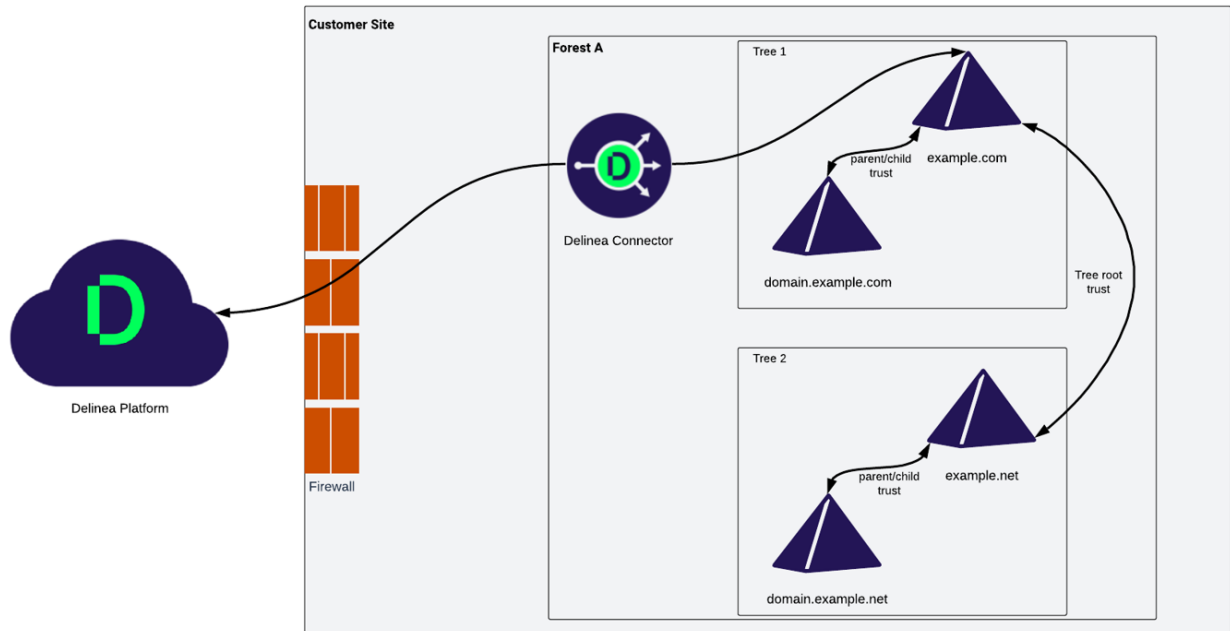 Customer Site
Forest A
Tree 1
example.com
parent/child
trust
domain.example.com
Delinea Connector
Tree root
trust
Tree 2
example.net
parent/child
trust
domain.example.net
Delinea Platform
Firewall